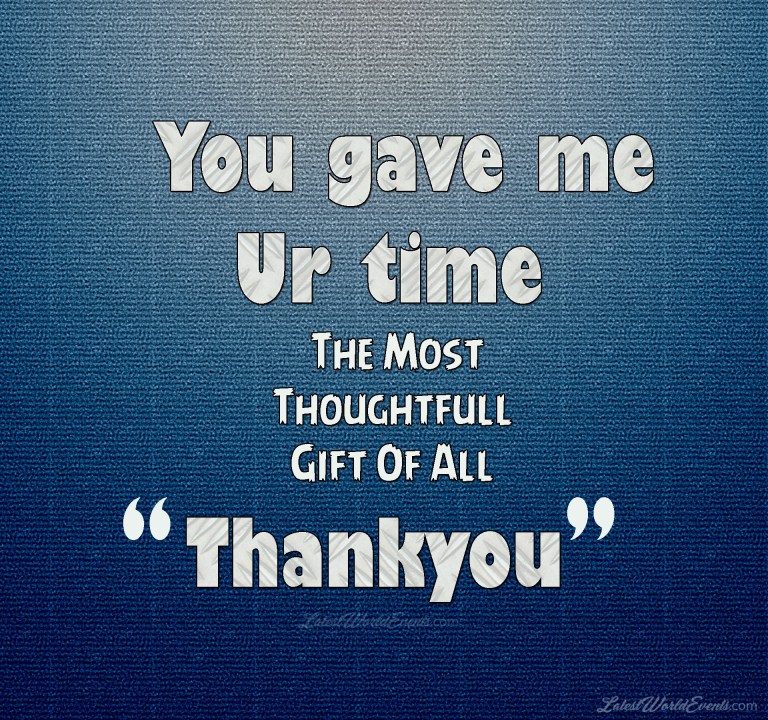 You gave me
Ur time
The Most
Thoughtfull
Gift Of All
“Thankyou”
LatestWorldEvents.com
LatestWorldEvents.com